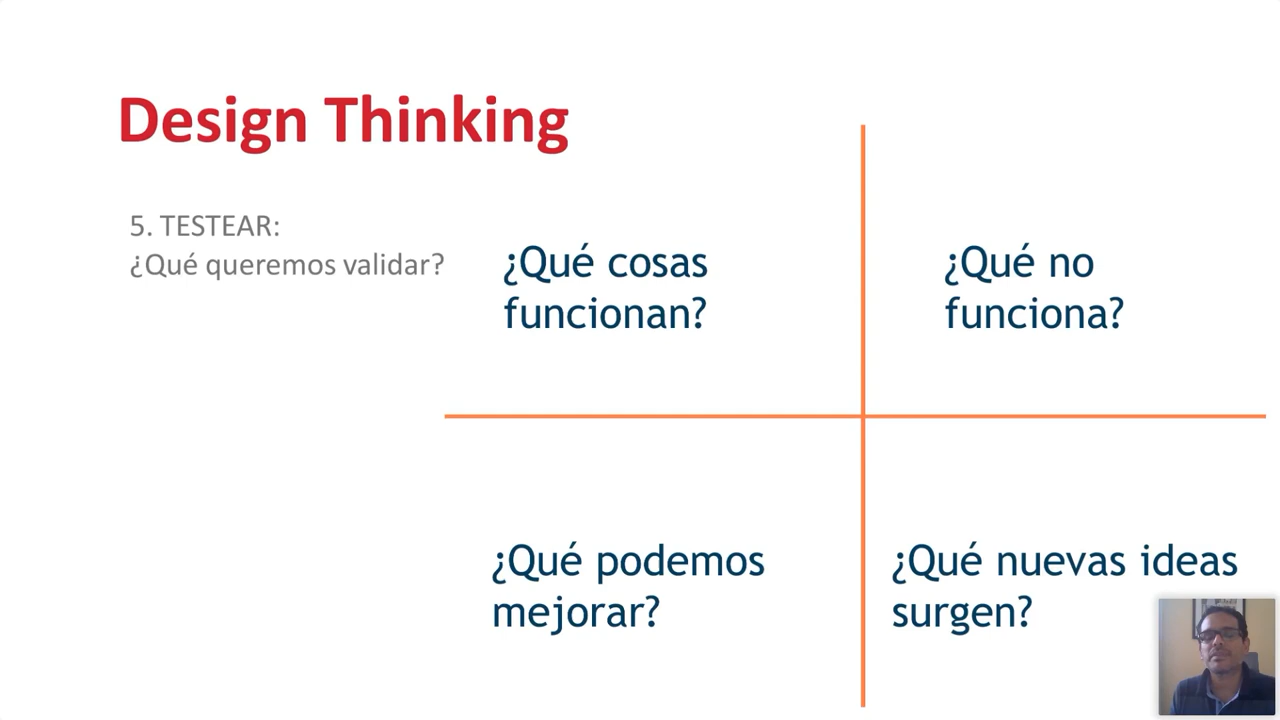 Design Thinking
5. TESTEAR:
¿Qué queremos validar?
¿Qué cosas
funcionan?
¿Qué no
funciona?
¿Qué podemos
mejorar?
¿Qué nuevas ideas
surgen?